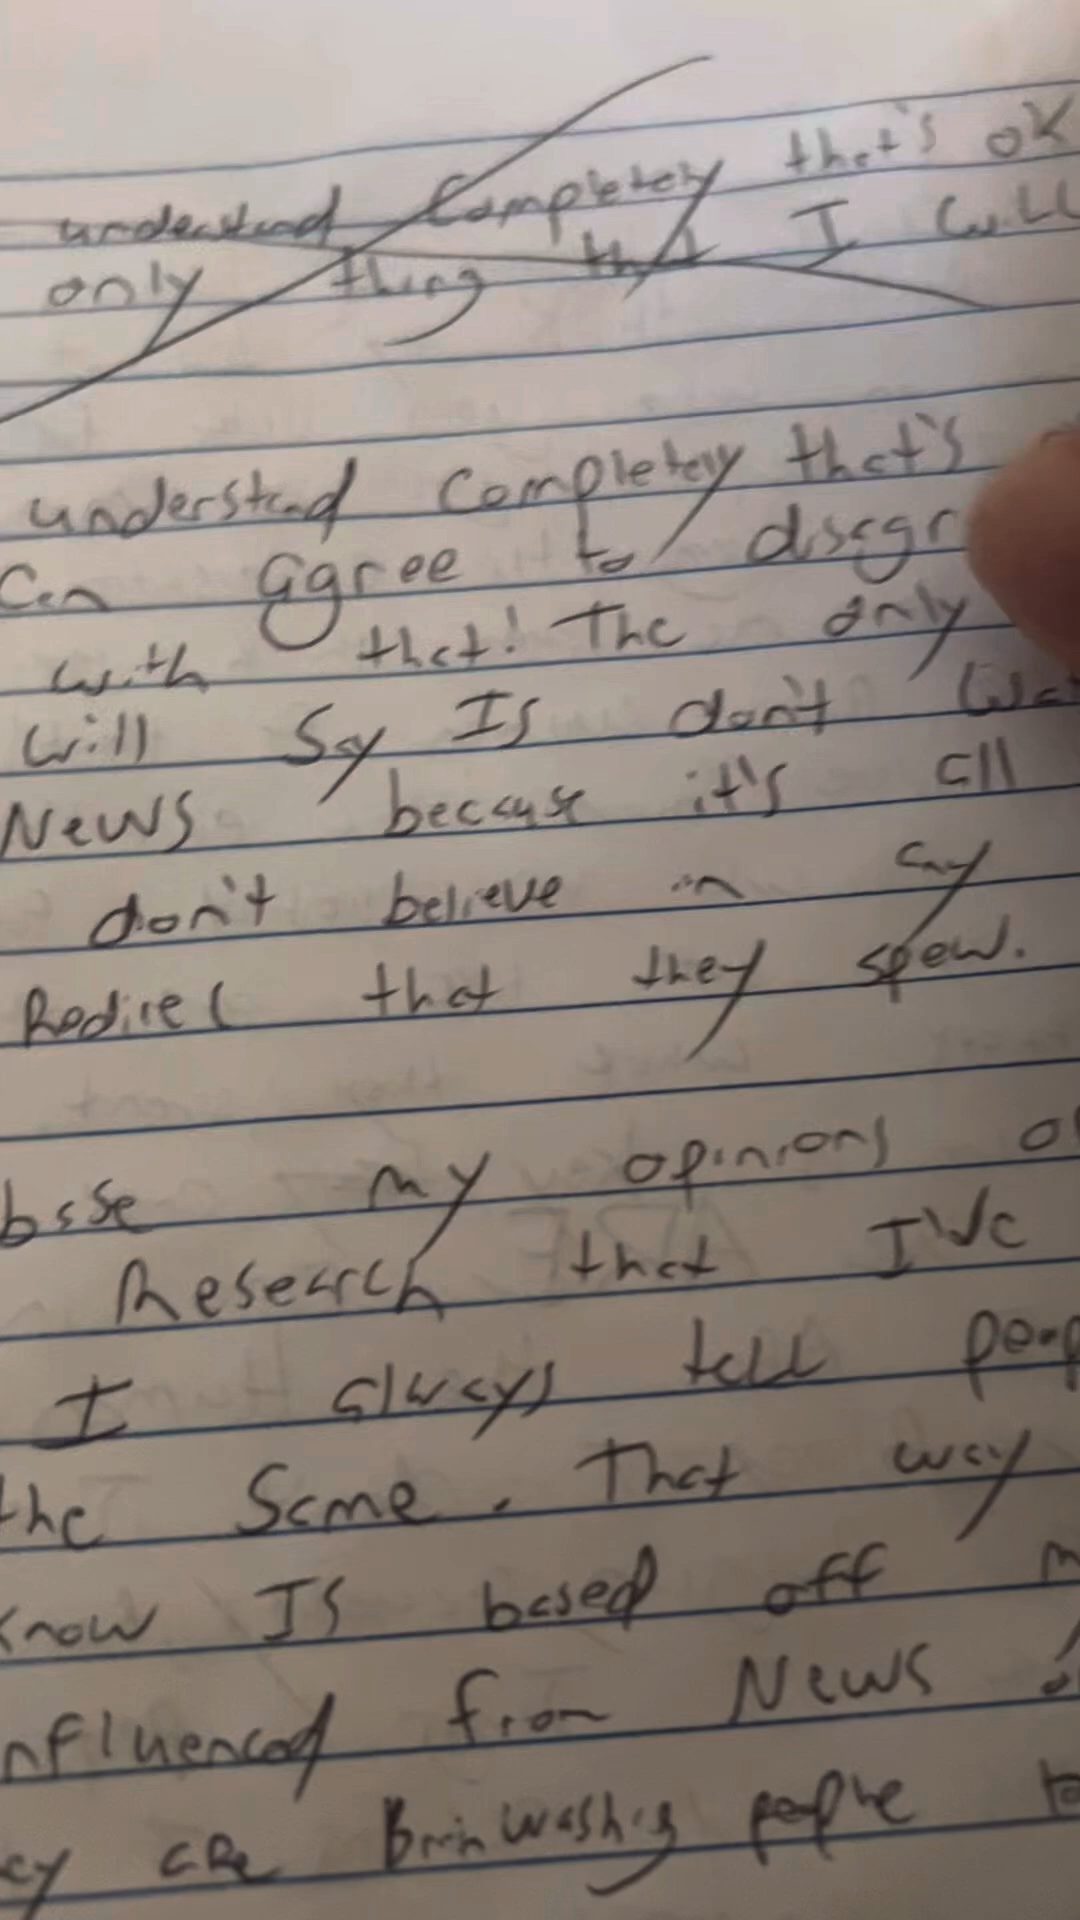 understand Completely that's ok
only thing that I will
understand Completely that's
Can agree to disagr
with that! The only
will Say Is don't wat
News because it's all
don't believe in any
that they spew.
base my opinions o
Research that I've
I always tell peop
the Same. That way
know IS based off m
nfluenced from News
ey are Brainwashing people to